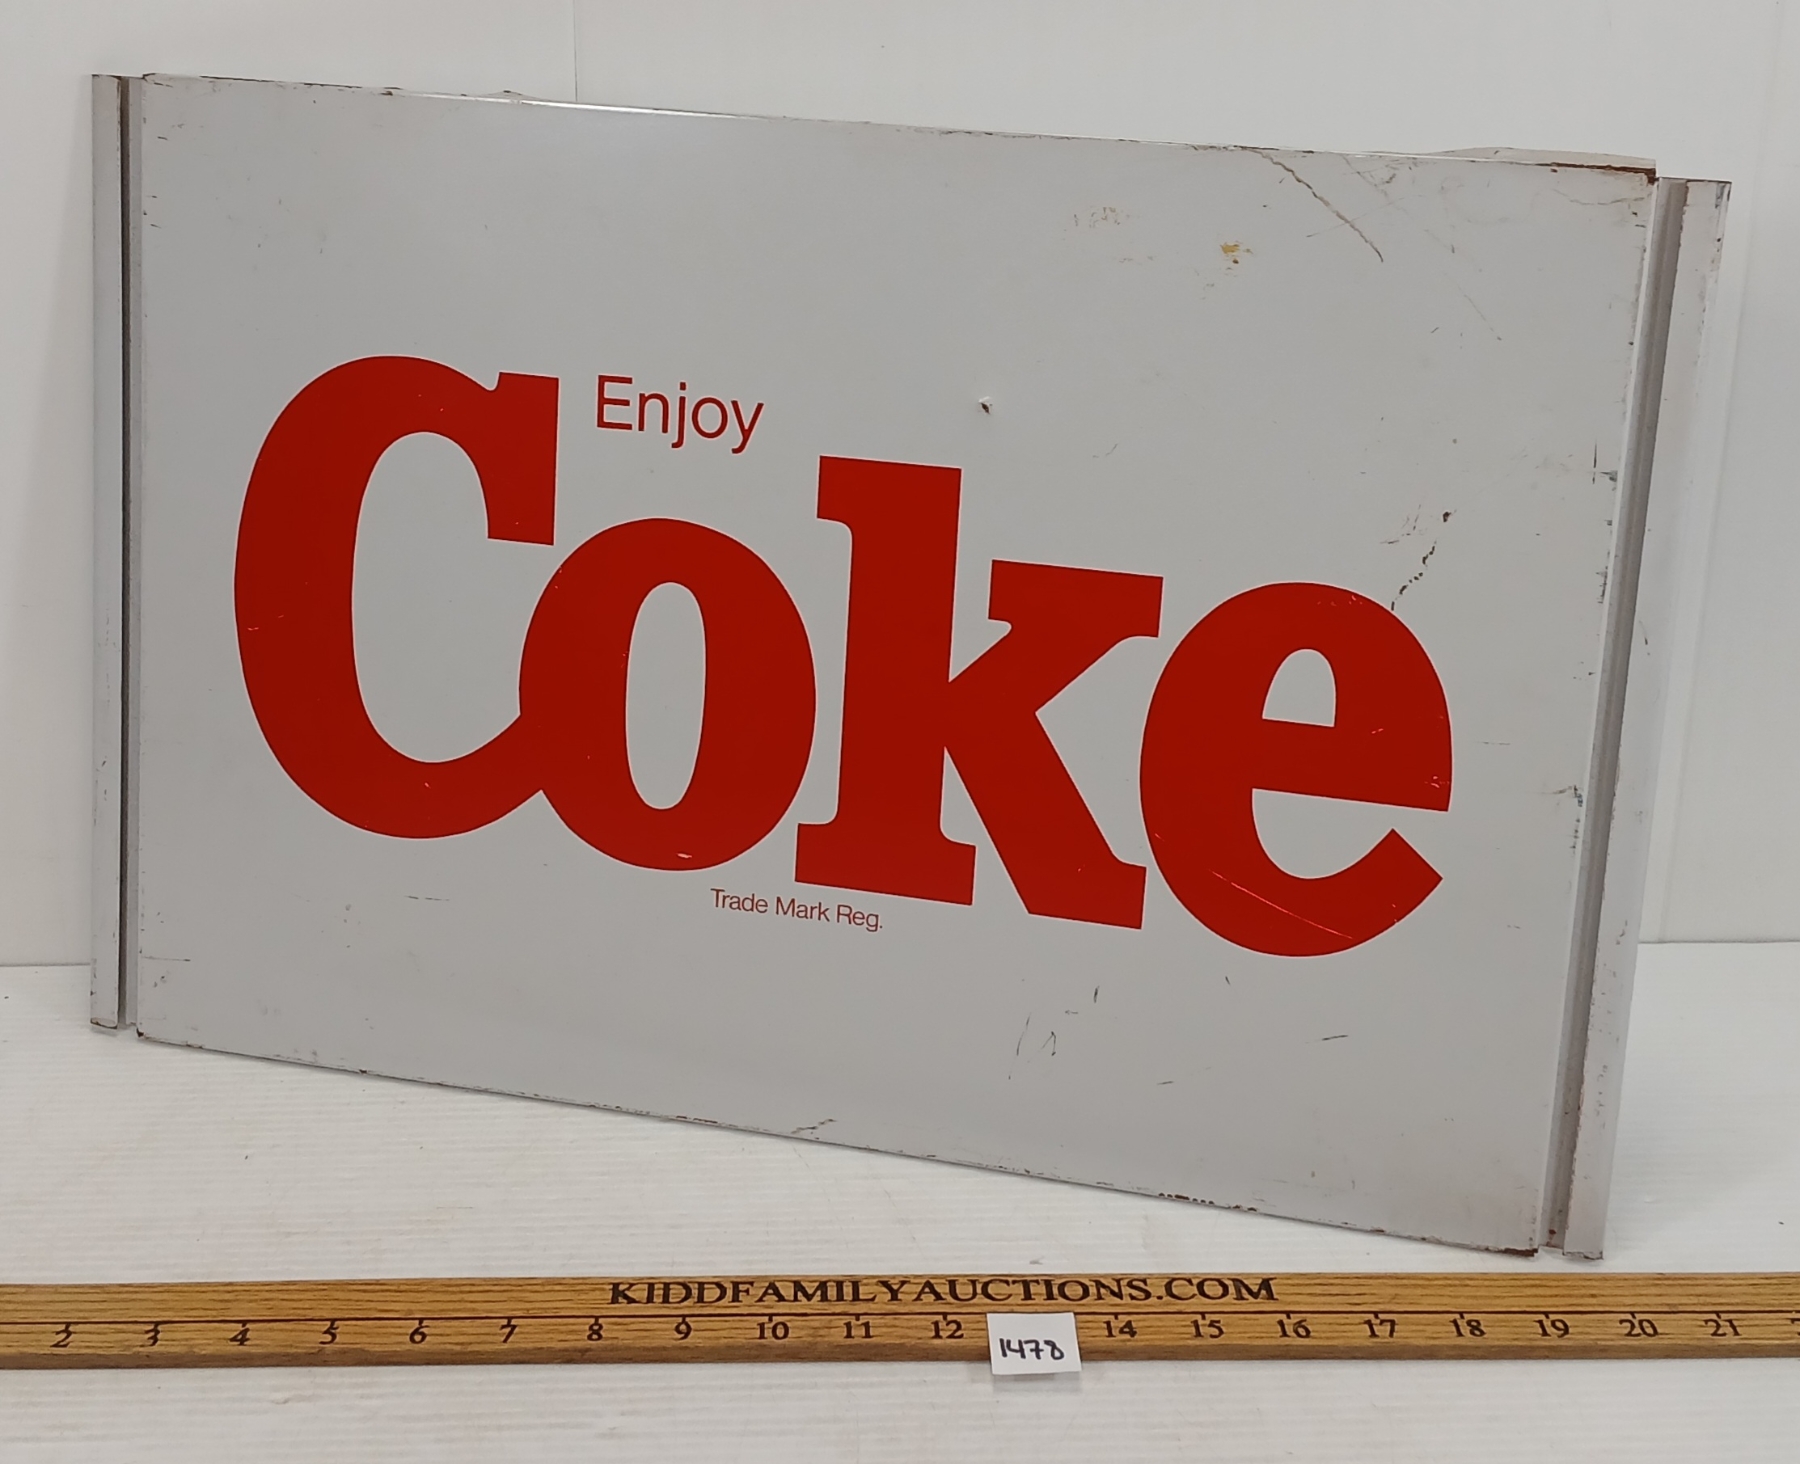 Enjoy
Coke
Trade Mark Reg.
KIDDFAMILYAUCTIONS.COM
2 3 4 5 6 7 8 9 10 11 12 14 15 16 17 18 19 20 21
1478